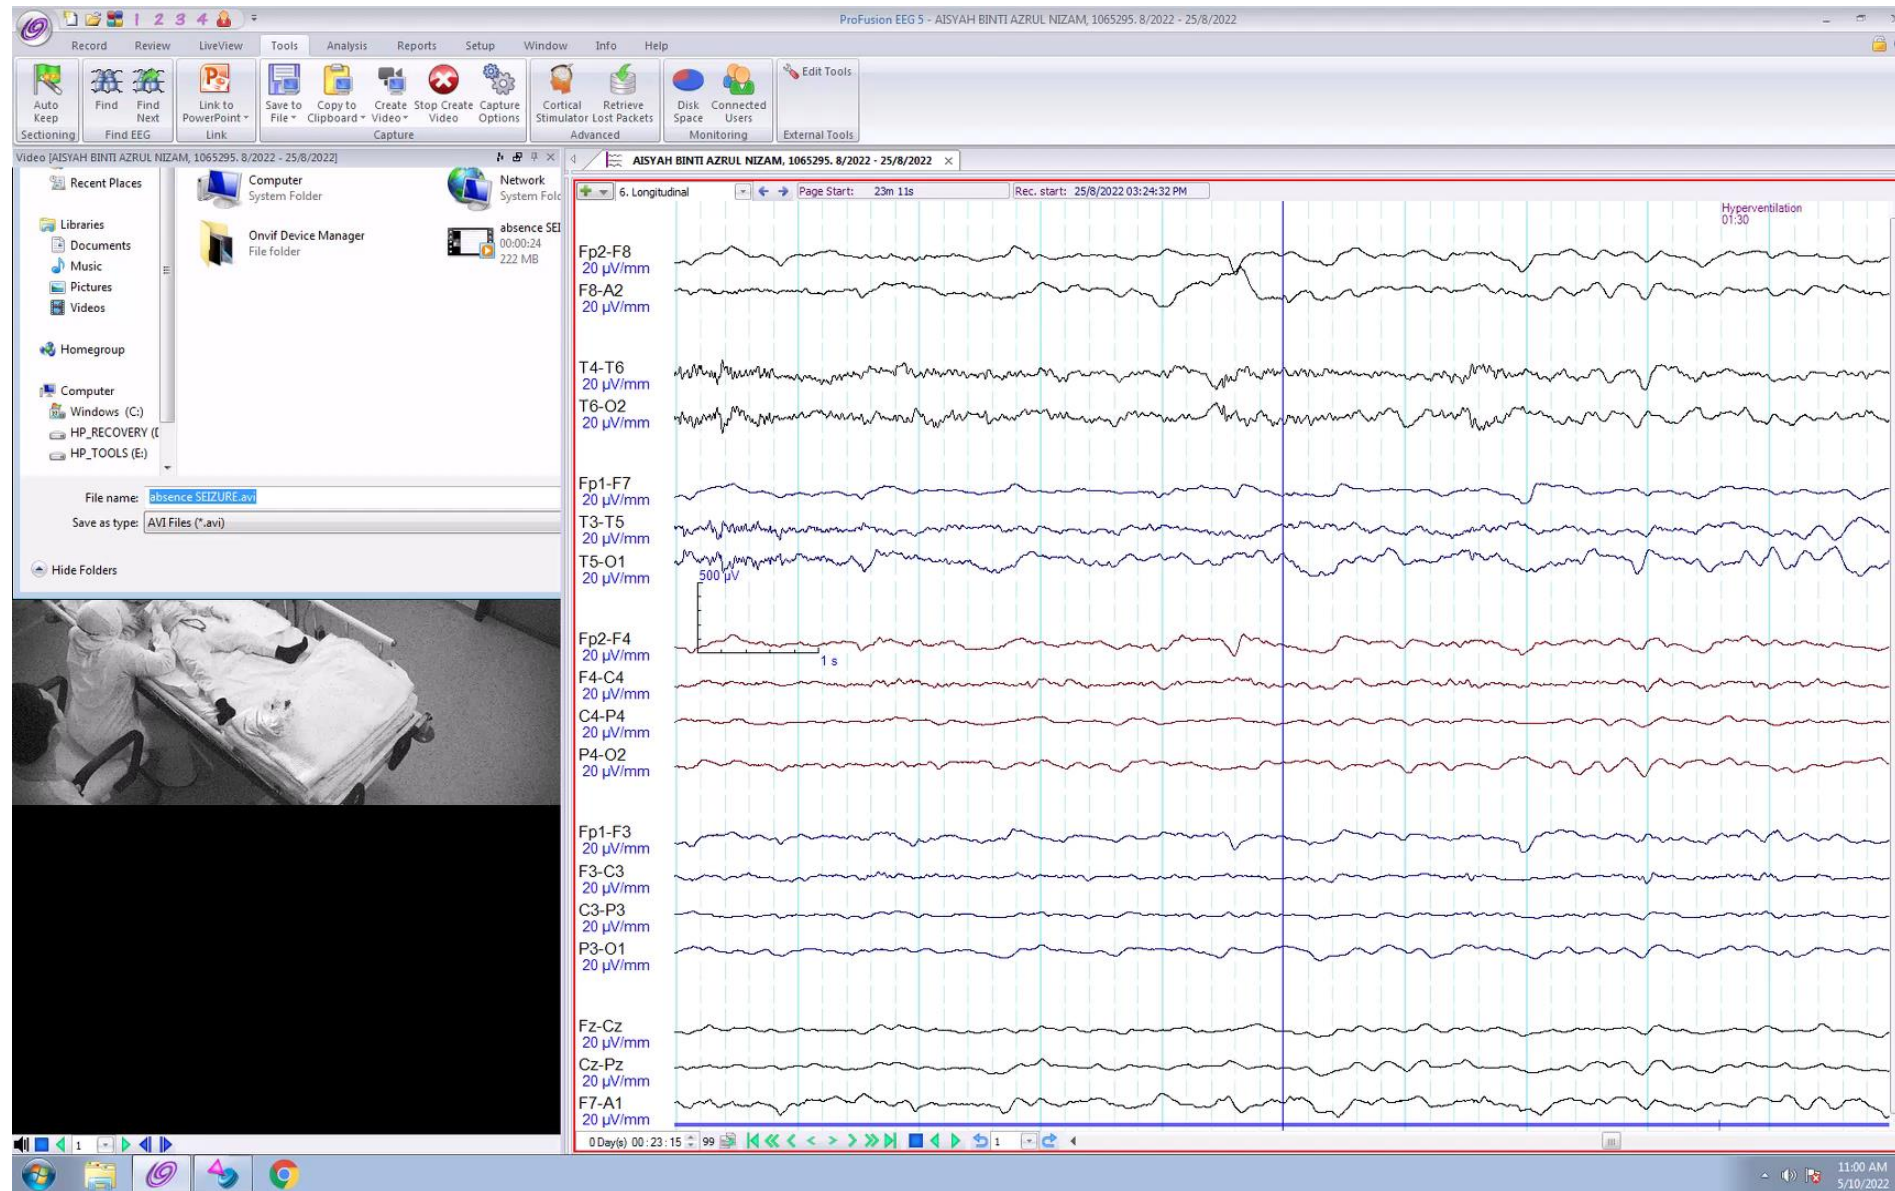 1 2 3 4
ProFusion EEG 5 - AISYAH BINTI AZRUL NIZAM, 1065295. 8/2022 - 25/8/2022
Record Review LiveView Tools Analysis Reports Setup Window Info Help
Auto Keep
Find
Find Next
Link to PowerPoint
Save to File
Copy to Clipboard
Create Video
Stop Create Video
Capture Options
Cortical Stimulator
Retrieve Lost Packets
Disk Space
Connected Users
Edit Tools
Sectioning Find EEG Link Capture Advanced Monitoring External Tools
Video [AISYAH BINTI AZRUL NIZAM, 1065295. 8/2022 - 25/8/2022]
Recent Places
Libraries
Documents
Music
Pictures
Videos
Homegroup
Computer
Windows (C:)
HP_RECOVERY (
HP_TOOLS (E:)
Computer
System Folder
Network
System Fol
Onvif Device Manager
File folder
absence SEI
00:00:24
222 MB
File name: absence SEIZURE.avi
Save as type: AVI Files (*.avi)
Hide Folders
1
AISYAH BINTI AZRUL NIZAM, 1065295. 8/2022 - 25/8/2022
6. Longitudinal Page Start: 23m 11s Rec. start: 25/8/2022 03:24:32 PM
Hyperventilation
01:30
Fp2-F8
20 µV/mm
F8-A2
20 µV/mm
T4-T6
20 µV/mm
T6-O2
20 µV/mm
Fp1-F7
20 µV/mm
T3-T5
20 µV/mm
T5-O1
20 µV/mm
500 µV
Fp2-F4
20 µV/mm
1 s
F4-C4
20 µV/mm
C4-P4
20 µV/mm
P4-O2
20 µV/mm
Fp1-F3
20 µV/mm
F3-C3
20 µV/mm
C3-P3
20 µV/mm
P3-O1
20 µV/mm
Fz-Cz
20 µV/mm
Cz-Pz
20 µV/mm
F7-A1
20 µV/mm
0 Day(s) 00:23:15 99 1
11:00 AM
5/10/2022